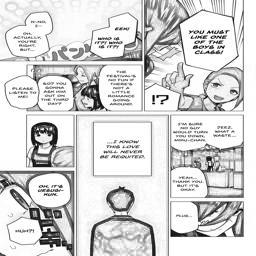 YOU MUST
LIKE ONE
OF THE
BOYS IN
CLASS!
EEK!
WHO IS
IT?! WHO
IS IT?!
N-NO,
I...
OH,
ACTUALLY,
YOU'RE
RIGHT,
BUT...
!?
THE
FESTIVAL'S
NO FUN IF
THERE'S
NOT A
LITTLE
ROMANCE
GOING
AROUND.
SO? YOU
GONNA
ASK HIM
OUT ON
THE THIRD
DAY?
PLEASE
LISTEN TO
ME!
I'M SURE
NO GUY
WOULD
TURN YOU
DOWN,
MOU-CHAN.
JEEZ,
WHAT A
WASTE...
YEAH...
THANK
YOU. BUT
IT'S
OKAY.
PLUS...
...I KNOW
THIS LOVE
WILL
NEVER BE
REQUITED.
OH, IT'S
URSUSI-
KUN.
HUH?!